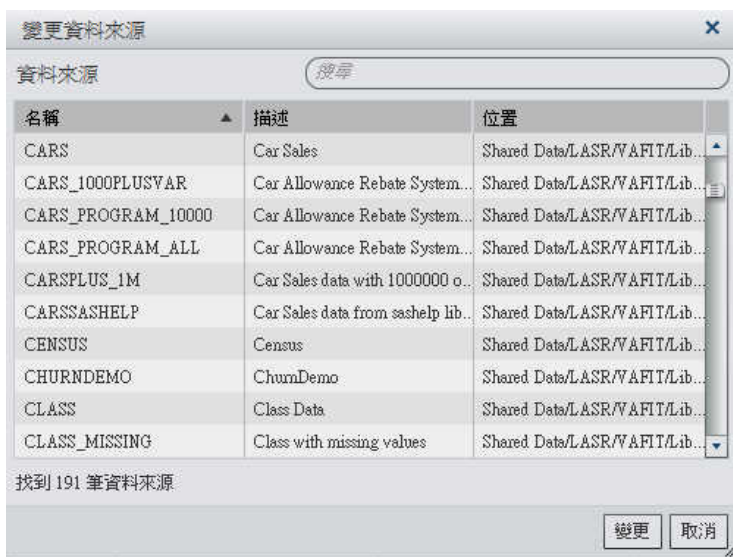 變更資料來源
資料來源 搜尋
名稱 描述 位置
CARS Car Sales Shared Data/LASR/VAFIT/Lib...
CARS_1000PLUSVAR Car Allowance Rebate System... Shared Data/LASR/VAFIT/Lib...
CARS_PROGRAM_10000 Car Allowance Rebate System... Shared Data/LASR/VAFIT/Lib...
CARS_PROGRAM_ALL Car Allowance Rebate System... Shared Data/LASR/VAFIT/Lib...
CARSPLUS_1M Car Sales data with 1000000 o... Shared Data/LASR/VAFIT/Lib...
CARSSASHELP Car Sales data from sashelp lib... Shared Data/LASR/VAFIT/Lib...
CENSUS Census Shared Data/LASR/VAFIT/Lib...
CHURNDEMO ChurnDemo Shared Data/LASR/VAFIT/Lib...
CLASS Class Data Shared Data/LASR/VAFIT/Lib...
CLASS_MISSING Class with missing values Shared Data/LASR/VAFIT/Lib...
找到 191 筆資料來源
變更 取消